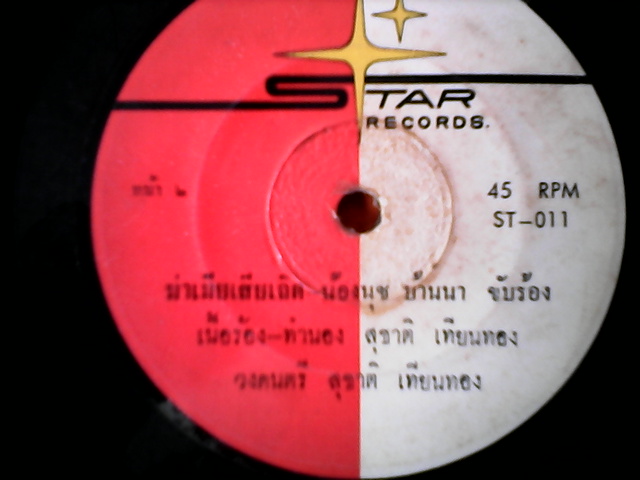 STAR
RECORDS.
หน้า ๒
45 RPM
ST-011
ฆ่าเมียเสียเถิด น้องนุช บ้านนา ขับร้อง
เนื้อร้อง-ทำนอง สุชาติ เทียนทอง
วงดนตรี สุชาติ เทียนทอง